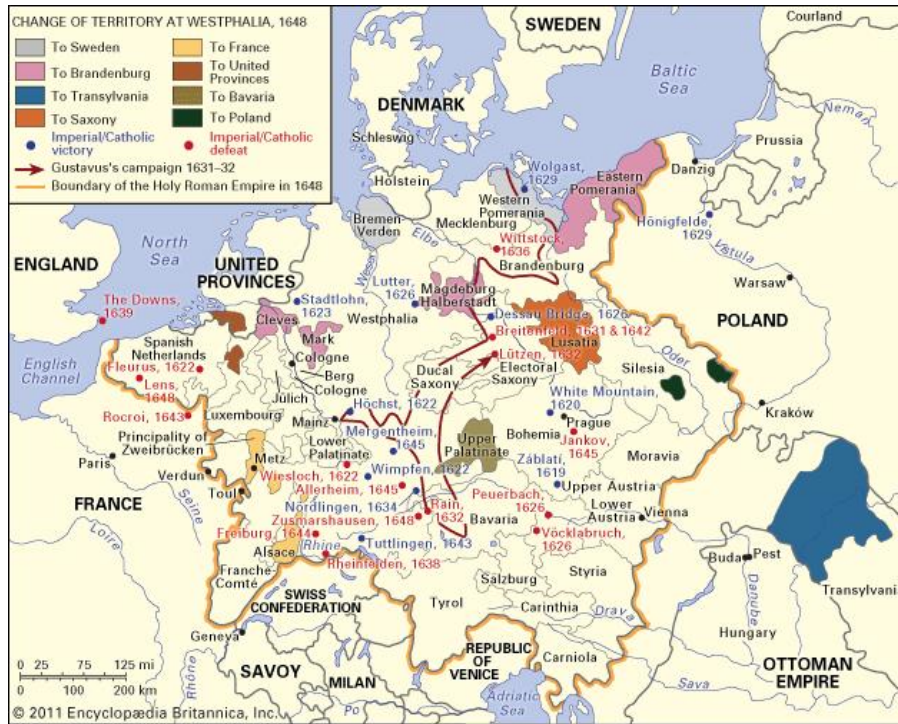 CHANGE OF TERRITORY AT WESTPHALIA, 1648
To Sweden
To France
To Brandenburg
To United
Provinces
To Transylvania
To Bavaria
To Saxony
To Poland
Imperial/Catholic
victory
Imperial/Catholic
defeat
Gustavus's campaign 1631–32
Boundary of the Holy Roman Empire in 1648
SWEDEN
Courland
Baltic
Sea
Neman
DENMARK
Schleswig
Prussia
Danzig
Holstein
Wolgast,
1629
Eastern
Pomerania
Western
Pomerania
Mecklenburg
Hönigfelde,
1629
Bremen-
Verden
Elbe
Wittstock,
1636
Vistula
North
Sea
Weser
Brandenburg
ENGLAND
UNITED
PROVINCES
Lutter,
1626
Magdeburg
Halberstadt
Warsaw
The Downs,
1639
Stadtlohn,
1623
Cleves
Westphalia
Dessau Bridge, 1626
POLAND
Mark
Breitenfeld, 1631 & 1642
Lusatia
Spanish
Netherlands
Cologne
Lützen, 1632
Oder
English
Channel
Fleurus, 1622
Berg
Ducal
Saxony
Electoral
Saxony
Silesia
Lens,
1648
Cologne
Jülich
Höchst, 1622
White Mountain,
1620
Rocroi, 1643
Luxembourg
Mainz
Prague
Kraków
Mergentheim,
1645
Principality of
Zweibrücken
Lower
Palatinate
Upper
Palatinate
Bohemia
Jankov,
1645
Paris
Metz
Moravia
Verdun
Wiesloch, 1622
Wimpfen, 1622
Záblatí,
1619
Toul
Allerheim, 1645
Upper Austria
Nördlingen, 1634
Rain,
1632
Peuerbach,
1626
Lower
Austria
Vienna
FRANCE
Seine
Zusmarshausen, 1648
Bavaria
Freiburg, 1644
Vöcklabruch,
1626
Loire
Alsace
Rhine
Tuttlingen, 1643
Buda
Pest
Rheinfelden, 1638
Franche-
Comté
Styria
Transylvania
Salzburg
Danube
SWISS
CONFEDERATION
Tyrol
Carinthia
Drava
Hungary
Geneva
REPUBLIC
OF
VENICE
Carniola
OTTOMAN
EMPIRE
SAVOY
MILAN
Sava
Rhône
Po
Adriatic
Sea
0 25 75 125 mi
0 100 200 km
© 2011 Encyclopædia Britannica, Inc.